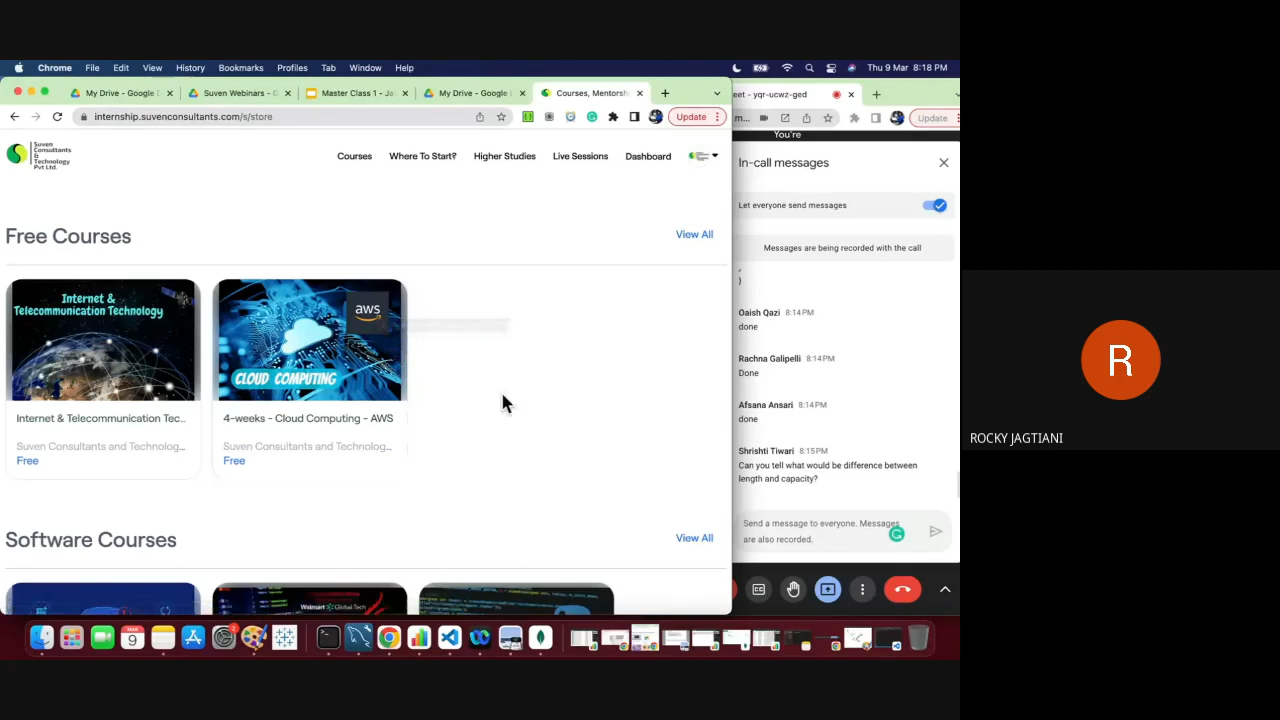 Chrome File Edit View History Bookmarks Profiles Tab Window Help
Thu 9 Mar 8:18 PM
My Drive - Google D
Suven Webinars - G
Master Class 1 - Ja
My Drive - Google
Courses, Mentorsh
internship.suvenconsultants.com/s/store
Update
Suven
Consultants
&
Technology
Pvt Ltd.
Courses Where To Start? Higher Studies Live Sessions Dashboard
Free Courses
View All
Internet &
Telecommunication Technology
aws
CLOUD COMPUTING
Internet & Telecommunication Tec...
Suven Consultants and Technolog...
Free
4-weeks - Cloud Computing - AWS
Suven Consultants and Technolog...
Free
Software Courses
View All
Walmart Global Tech
eet - yqr-ucwz-ged
m...
Update
You're
In-call messages
Let everyone send messages
Messages are being recorded with the call
,
)
Oaish Qazi 8:14 PM
done
Rachna Galipelli 8:14 PM
Done
Afsana Ansari 8:14 PM
done
Shrishti Tiwari 8:15 PM
Can you tell what would be difference between
length and capacity?
Send a message to everyone. Messages
are also recorded.
R
ROCKY JAGTIANI